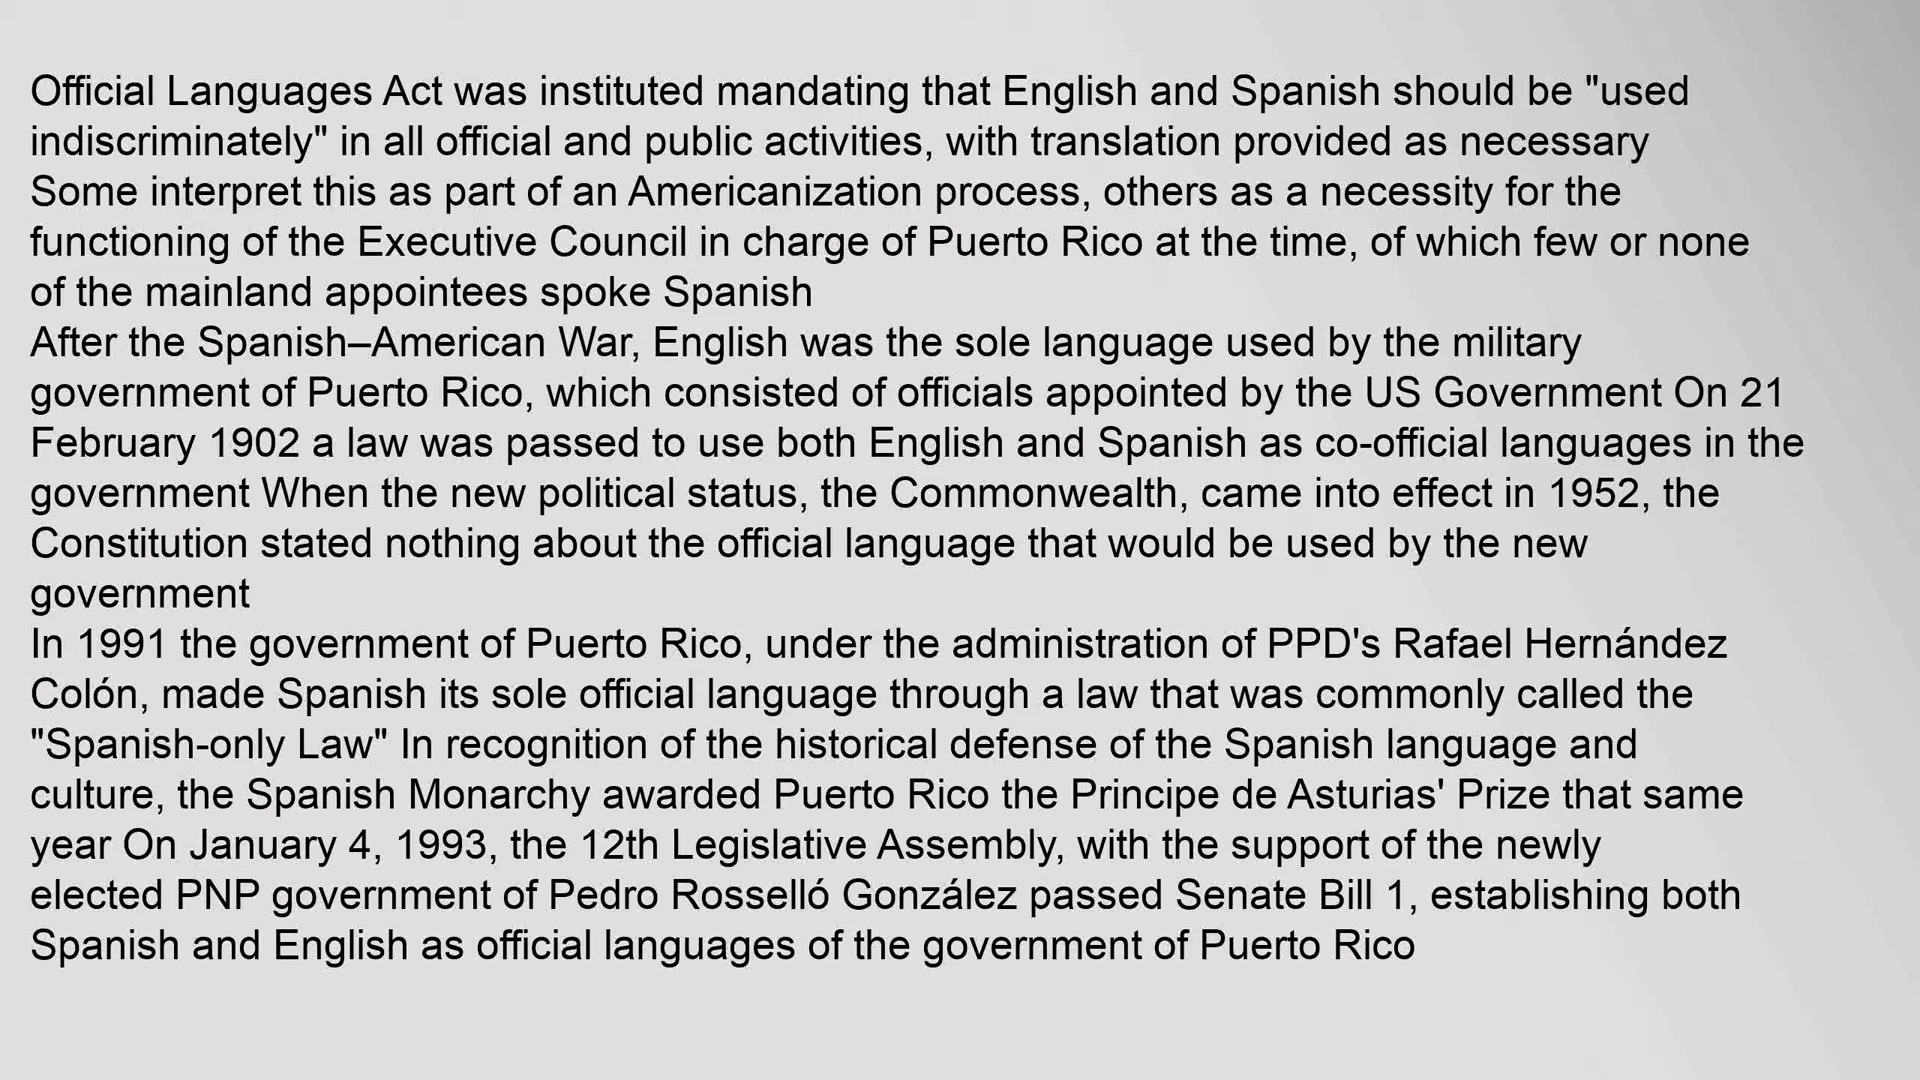 Official Languages Act was instituted mandating that English and Spanish should be "used
indiscriminately" in all official and public activities, with translation provided as necessary
Some interpret this as part of an Americanization process, others as a necessity for the
functioning of the Executive Council in charge of Puerto Rico at the time, of which few or none
of the mainland appointees spoke Spanish
After the Spanish–American War, English was the sole language used by the military
government of Puerto Rico, which consisted of officials appointed by the US Government On 21
February 1902 a law was passed to use both English and Spanish as co-official languages in the
government When the new political status, the Commonwealth, came into effect in 1952, the
Constitution stated nothing about the official language that would be used by the new
government
In 1991 the government of Puerto Rico, under the administration of PPD's Rafael Hernández
Colón, made Spanish its sole official language through a law that was commonly called the
"Spanish-only Law" In recognition of the historical defense of the Spanish language and
culture, the Spanish Monarchy awarded Puerto Rico the Principe de Asturias' Prize that same
year On January 4, 1993, the 12th Legislative Assembly, with the support of the newly
elected PNP government of Pedro Rosselló González passed Senate Bill 1, establishing both
Spanish and English as official languages of the government of Puerto Rico